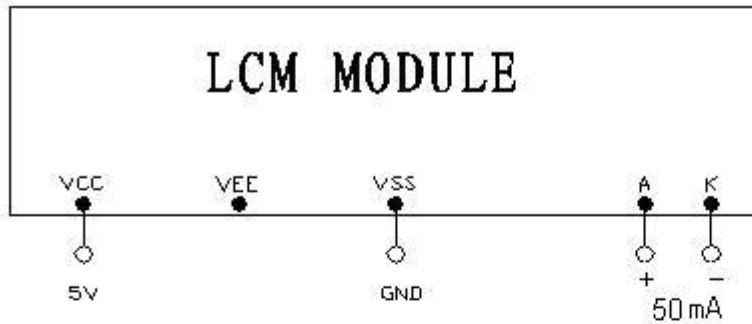 LCM MODULE
VCC VEE VSS A K
5V GND + -
50mA